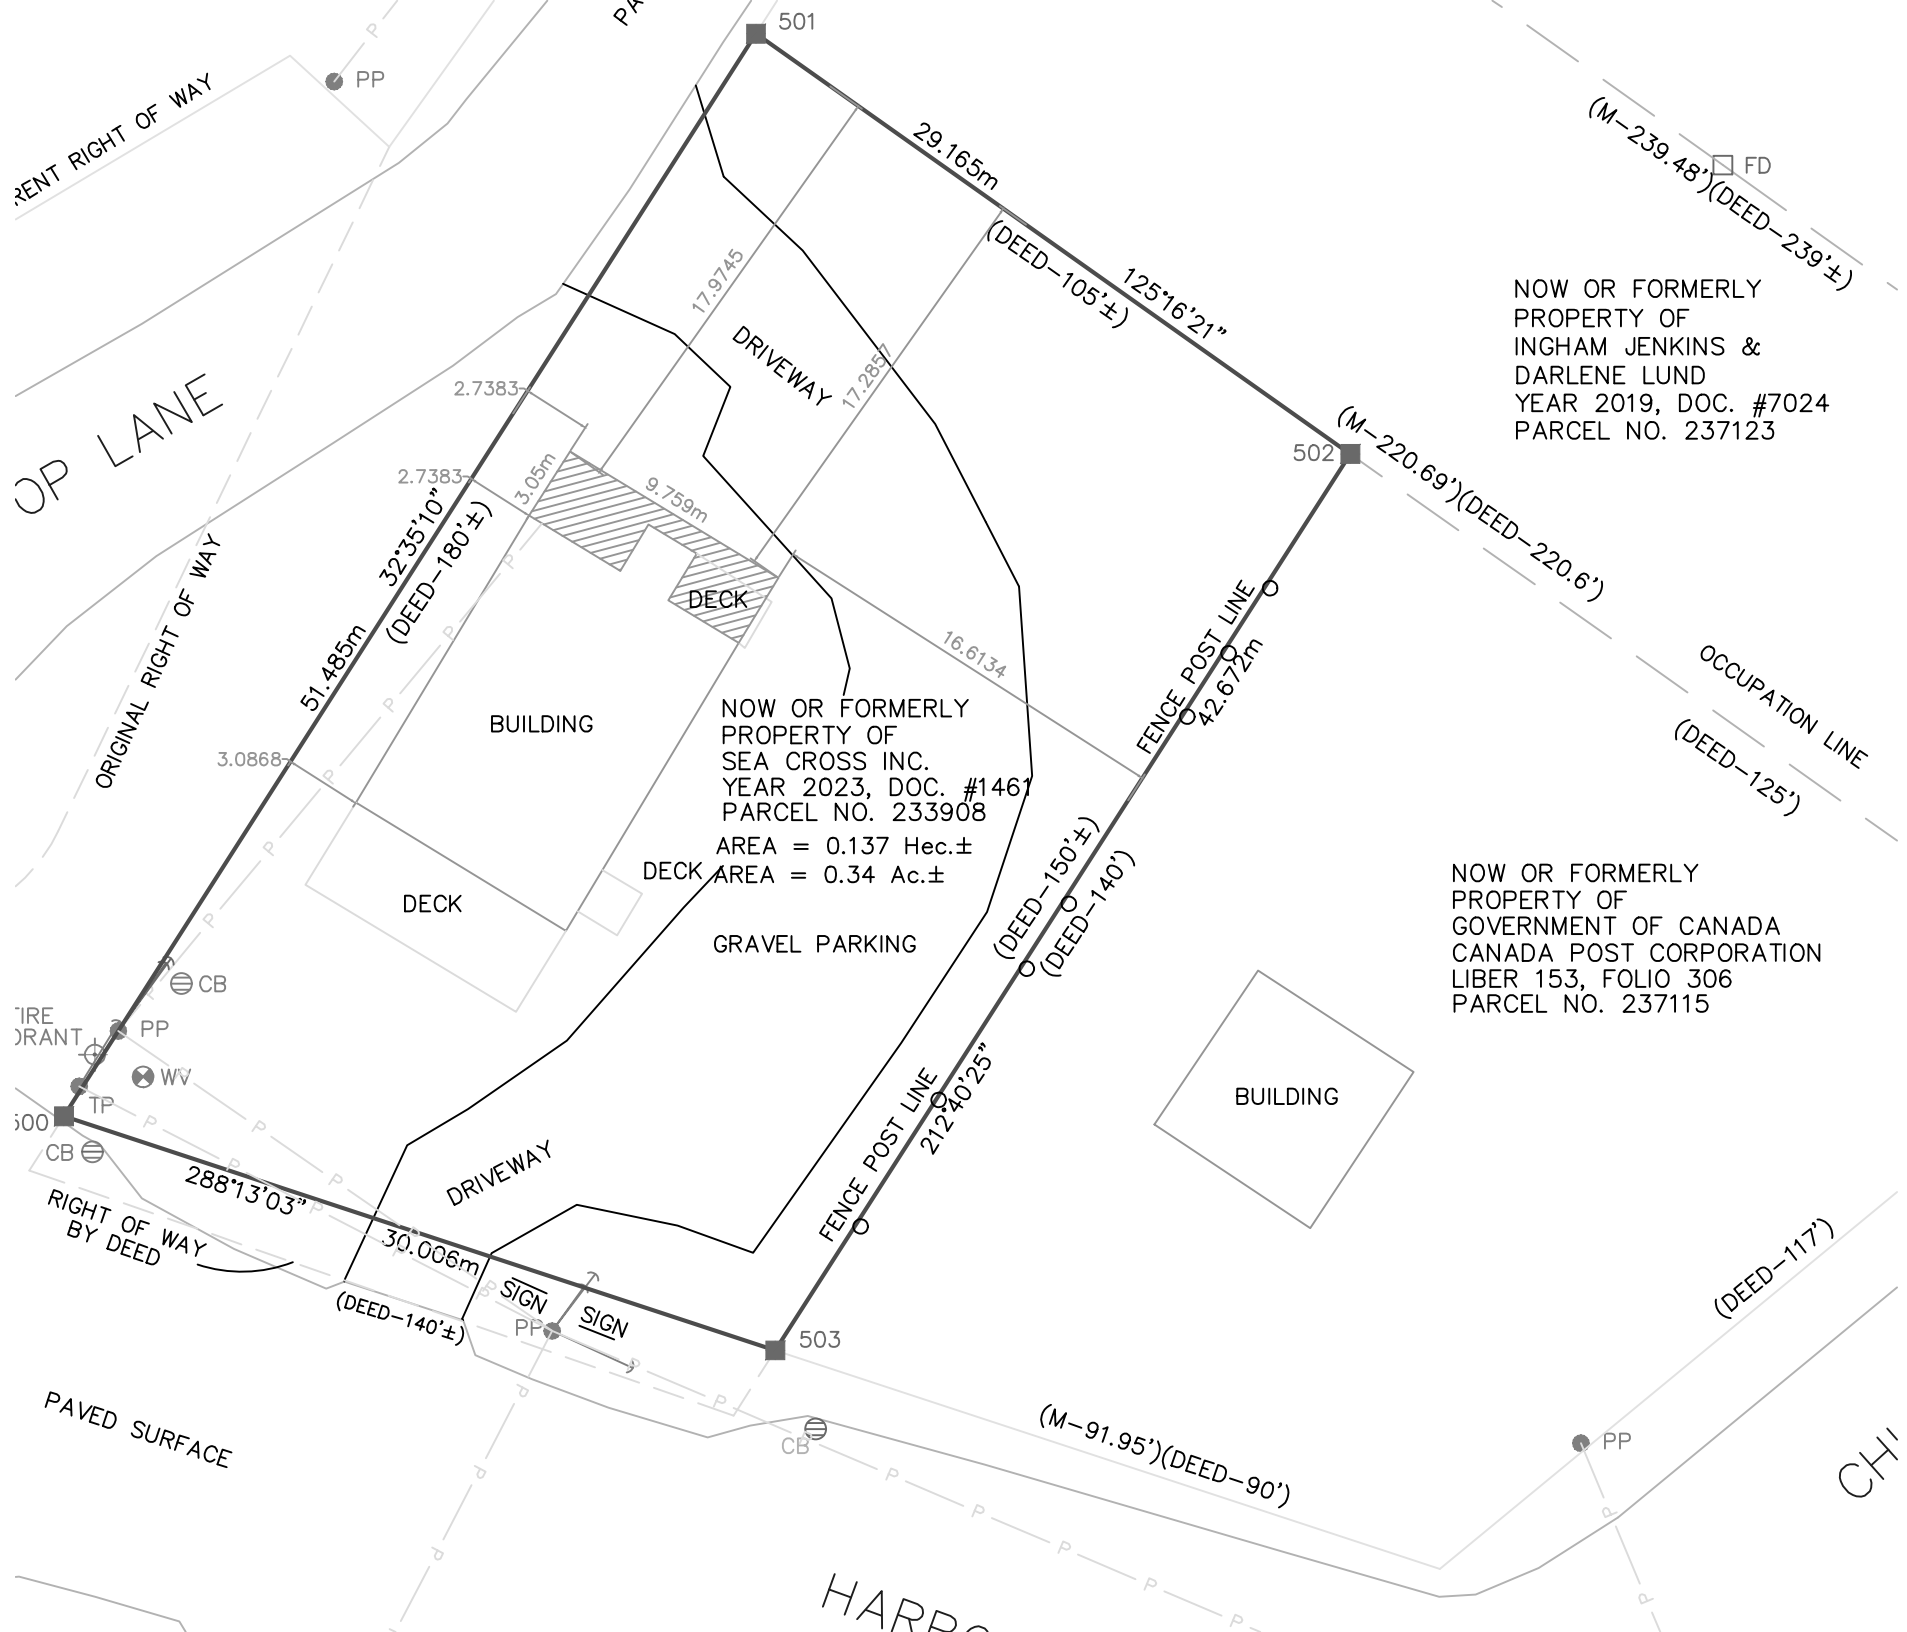 501
PP
RIGHT OF WAY
29.165m
(DEED-105'±)
125°16'21"
(M-239.48')(DEED-239'±)
FD
NOW OR FORMERLY
PROPERTY OF
INGHAM JENKINS &
DARLENE LUND
YEAR 2019, DOC. #7024
PARCEL NO. 237123
17.9745
17.2857
DRIVEWAY
2.7383
2.7383
LANE
3.05m
9.759m
502
(M-220.69')(DEED-220.6')
32°35'10"
(DEED-180'±)
51.485m
ORIGINAL RIGHT OF WAY
DECK
16.6134
FENCE POST LINE
42.672m
OCCUPATION LINE
(DEED-125')
BUILDING
3.0868
NOW OR FORMERLY
PROPERTY OF
SEA CROSS INC.
YEAR 2023, DOC. #1461
PARCEL NO. 233908
AREA = 0.137 Hec.±
AREA = 0.34 Ac.±
DECK
DECK
GRAVEL PARKING
(DEED-150'±)
(DEED-140')
NOW OR FORMERLY
PROPERTY OF
GOVERNMENT OF CANADA
CANADA POST CORPORATION
LIBER 153, FOLIO 306
PARCEL NO. 237115
CB
PP
WV
TP
CB
BUILDING
FENCE POST LINE
212°40'25"
DRIVEWAY
288°13'03"
30.006m
RIGHT OF WAY
BY DEED
(DEED-140'±)
SIGN
SIGN
PP
503
(DEED-117')
PAVED SURFACE
CB
(M-91.95')(DEED-90')
PP